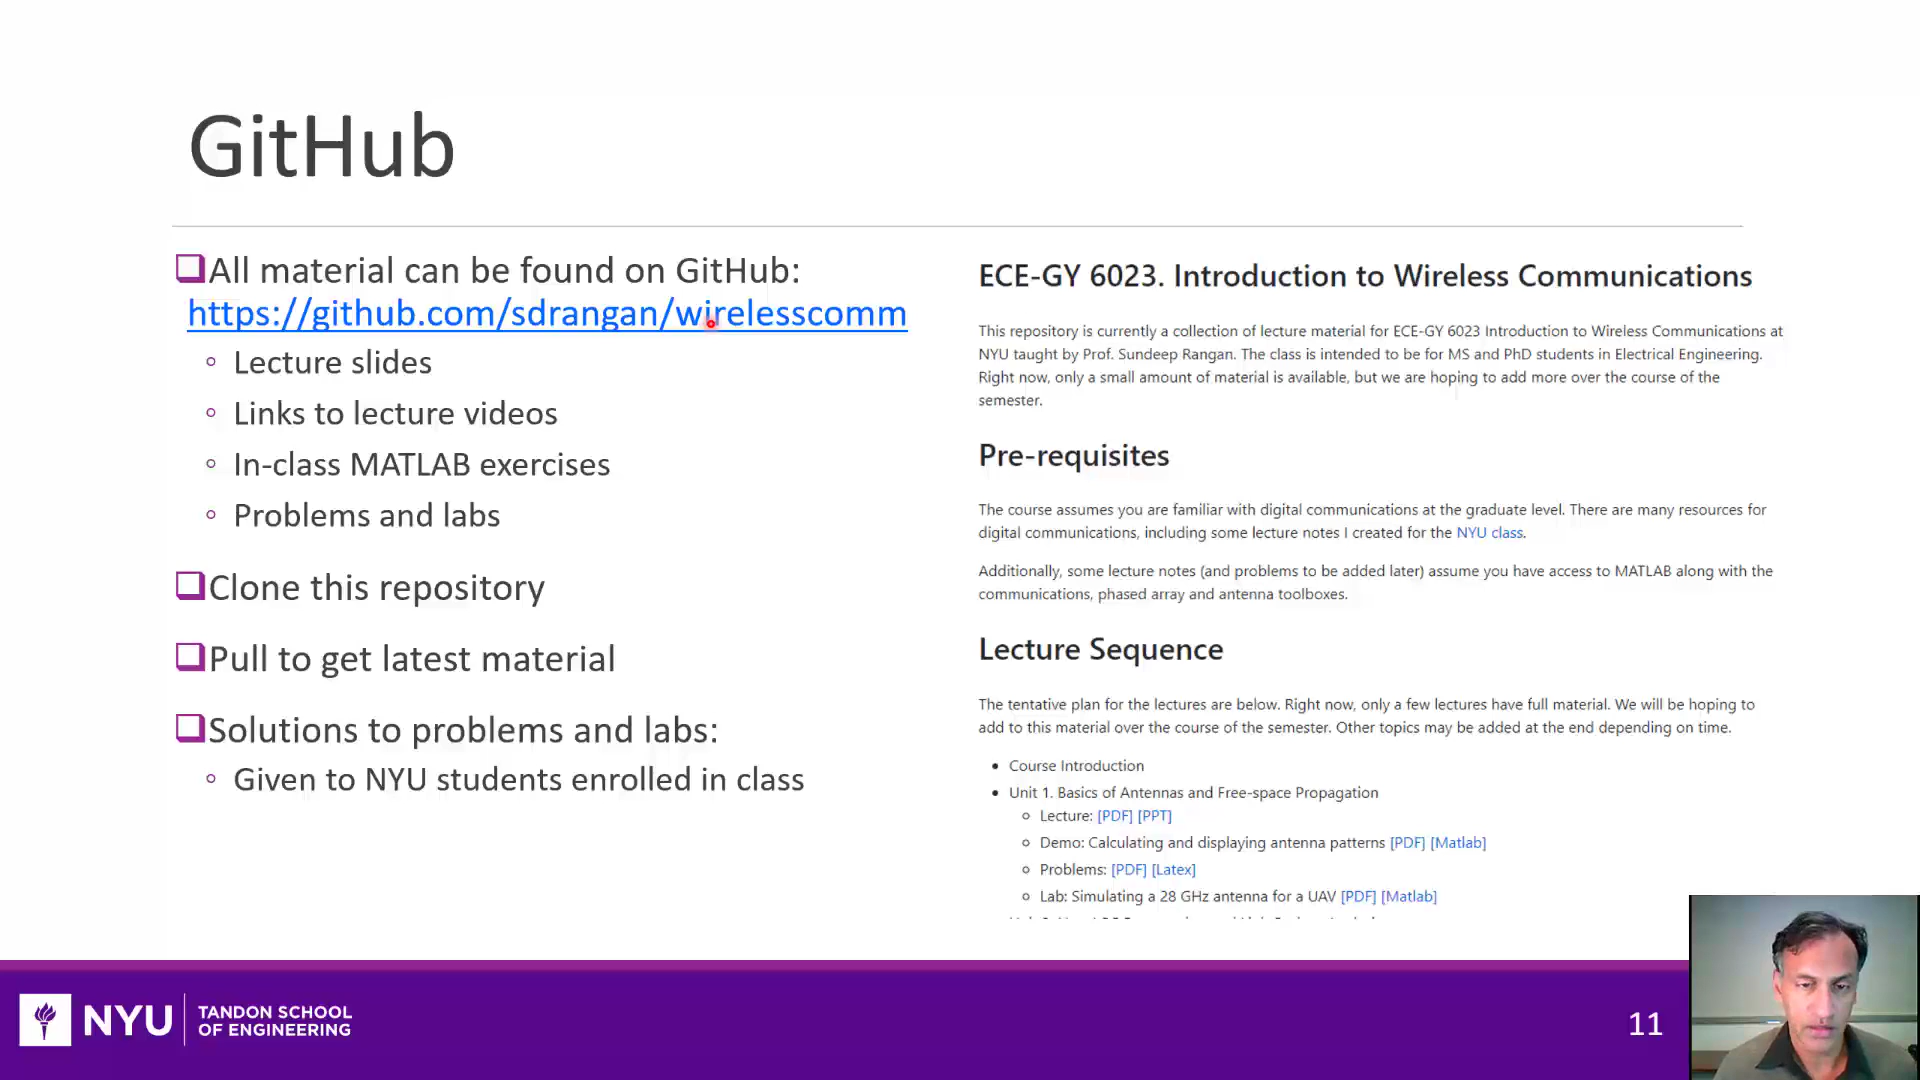 GitHub
All material can be found on GitHub:
https://github.com/sdrangan/wirelesscomm
Lecture slides
Links to lecture videos
In-class MATLAB exercises
Problems and labs
Clone this repository
Pull to get latest material
Solutions to problems and labs:
Given to NYU students enrolled in class
ECE-GY 6023. Introduction to Wireless Communications
This repository is currently a collection of lecture material for ECE-GY 6023 Introduction to Wireless Communications at
NYU taught by Prof. Sundeep Rangan. The class is intended to be for MS and PhD students in Electrical Engineering.
Right now, only a small amount of material is available, but we are hoping to add more over the course of the
semester.
Pre-requisites
The course assumes you are familiar with digital communications at the graduate level. There are many resources for
digital communications, including some lecture notes I created for the NYU class.
Additionally, some lecture notes (and problems to be added later) assume you have access to MATLAB along with the
communications, phased array and antenna toolboxes.
Lecture Sequence
The tentative plan for the lectures are below. Right now, only a few lectures have full material. We will be hoping to
add to this material over the course of the semester. Other topics may be added at the end depending on time.
Course Introduction
Unit 1. Basics of Antennas and Free-space Propagation
Lecture: [PDF] [PPT]
Demo: Calculating and displaying antenna patterns [PDF] [Matlab]
Problems: [PDF] [Latex]
Lab: Simulating a 28 GHz antenna for a UAV [PDF] [Matlab]
NYU
TANDON SCHOOL
OF ENGINEERING
11